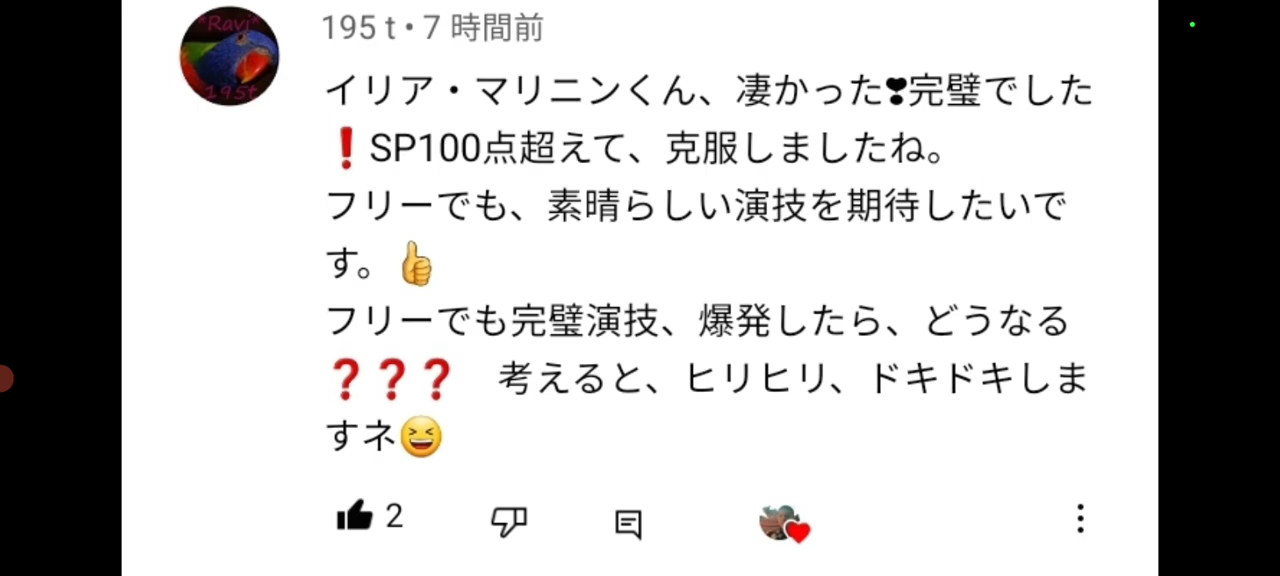 *Ravi*
195t
195 t • 7 時間前
イリア・マリニンくん、凄かった❣完璧でした
❗SP100点超えて、克服しましたね。
フリーでも、素晴らしい演技を期待したいで
す。👍
フリーでも完璧演技、爆発したら、どうなる
❓❓❓　考えると、ヒリヒリ、ドキドキしま
すネ😆
2